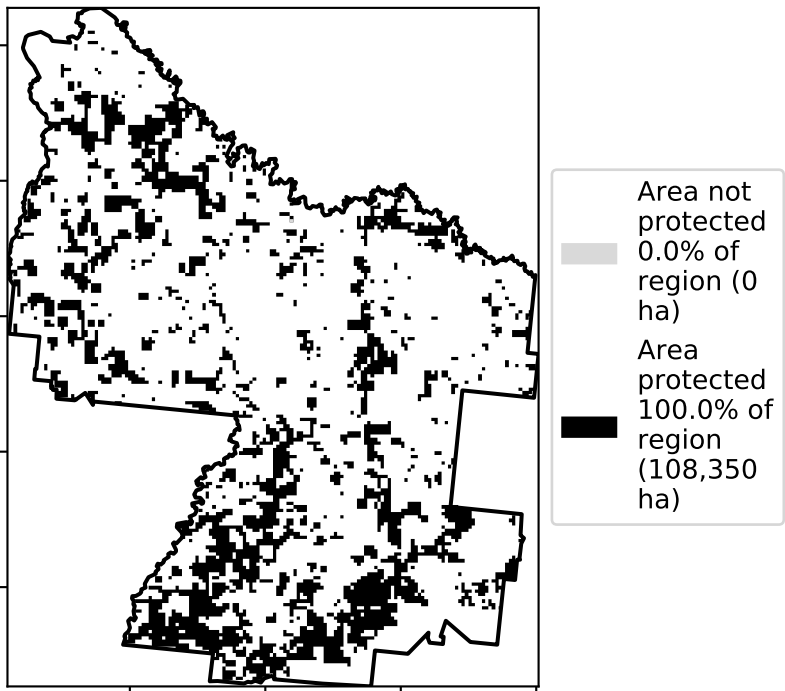 Area not
protected
0.0% of
region (0
ha)
Area
protected
100.0% of
region
(108,350
ha)